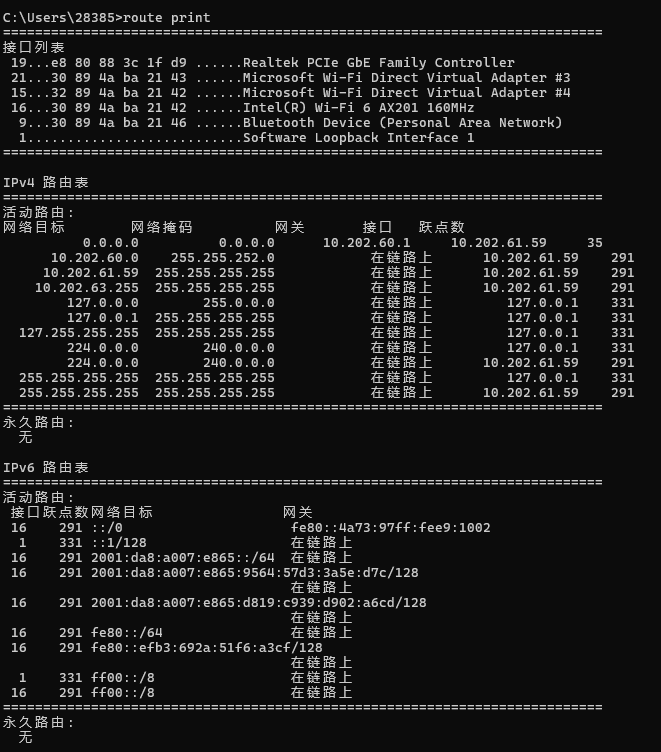 C:\Users\28385>route print
===========================================================================
接口列表
 19...e8 80 88 3c 1f d9 ......Realtek PCIe GbE Family Controller
 21...30 89 4a ba 21 43 ......Microsoft Wi-Fi Direct Virtual Adapter #3
 15...32 89 4a ba 21 42 ......Microsoft Wi-Fi Direct Virtual Adapter #4
 16...30 89 4a ba 21 42 ......Intel(R) Wi-Fi 6 AX201 160MHz
  9...30 89 4a ba 21 46 ......Bluetooth Device (Personal Area Network)
  1...........................Software Loopback Interface 1
===========================================================================
IPv4 路由表
===========================================================================
活动路由:
网络目标        网络掩码          网关       接口   跃点数
          0.0.0.0          0.0.0.0      10.202.60.1     10.202.61.59     35
      10.202.60.0    255.255.252.0            在链路上      10.202.61.59    291
     10.202.61.59  255.255.255.255            在链路上      10.202.61.59    291
    10.202.63.255  255.255.255.255            在链路上      10.202.61.59    291
        127.0.0.0        255.0.0.0            在链路上         127.0.0.1    331
        127.0.0.1  255.255.255.255            在链路上         127.0.0.1    331
  127.255.255.255  255.255.255.255            在链路上         127.0.0.1    331
        224.0.0.0        240.0.0.0            在链路上         127.0.0.1    331
        224.0.0.0        240.0.0.0            在链路上      10.202.61.59    291
  255.255.255.255  255.255.255.255            在链路上         127.0.0.1    331
  255.255.255.255  255.255.255.255            在链路上      10.202.61.59    291
===========================================================================
永久路由:
  无
IPv6 路由表
===========================================================================
活动路由:
 接口跃点数网络目标                网关
 16    291 ::/0                     fe80::4a73:97ff:fee9:1002
  1    331 ::1/128                  在链路上
 16    291 2001:da8:a007:e865::/64  在链路上
 16    291 2001:da8:a007:e865:9564:57d3:3a5e:d7c/128
                                    在链路上
 16    291 2001:da8:a007:e865:d819:c939:d902:a6cd/128
                                    在链路上
 16    291 fe80::/64                在链路上
 16    291 fe80::efb3:692a:51f6:a3cf/128
                                    在链路上
  1    331 ff00::/8                 在链路上
 16    291 ff00::/8                 在链路上
===========================================================================
永久路由:
  无